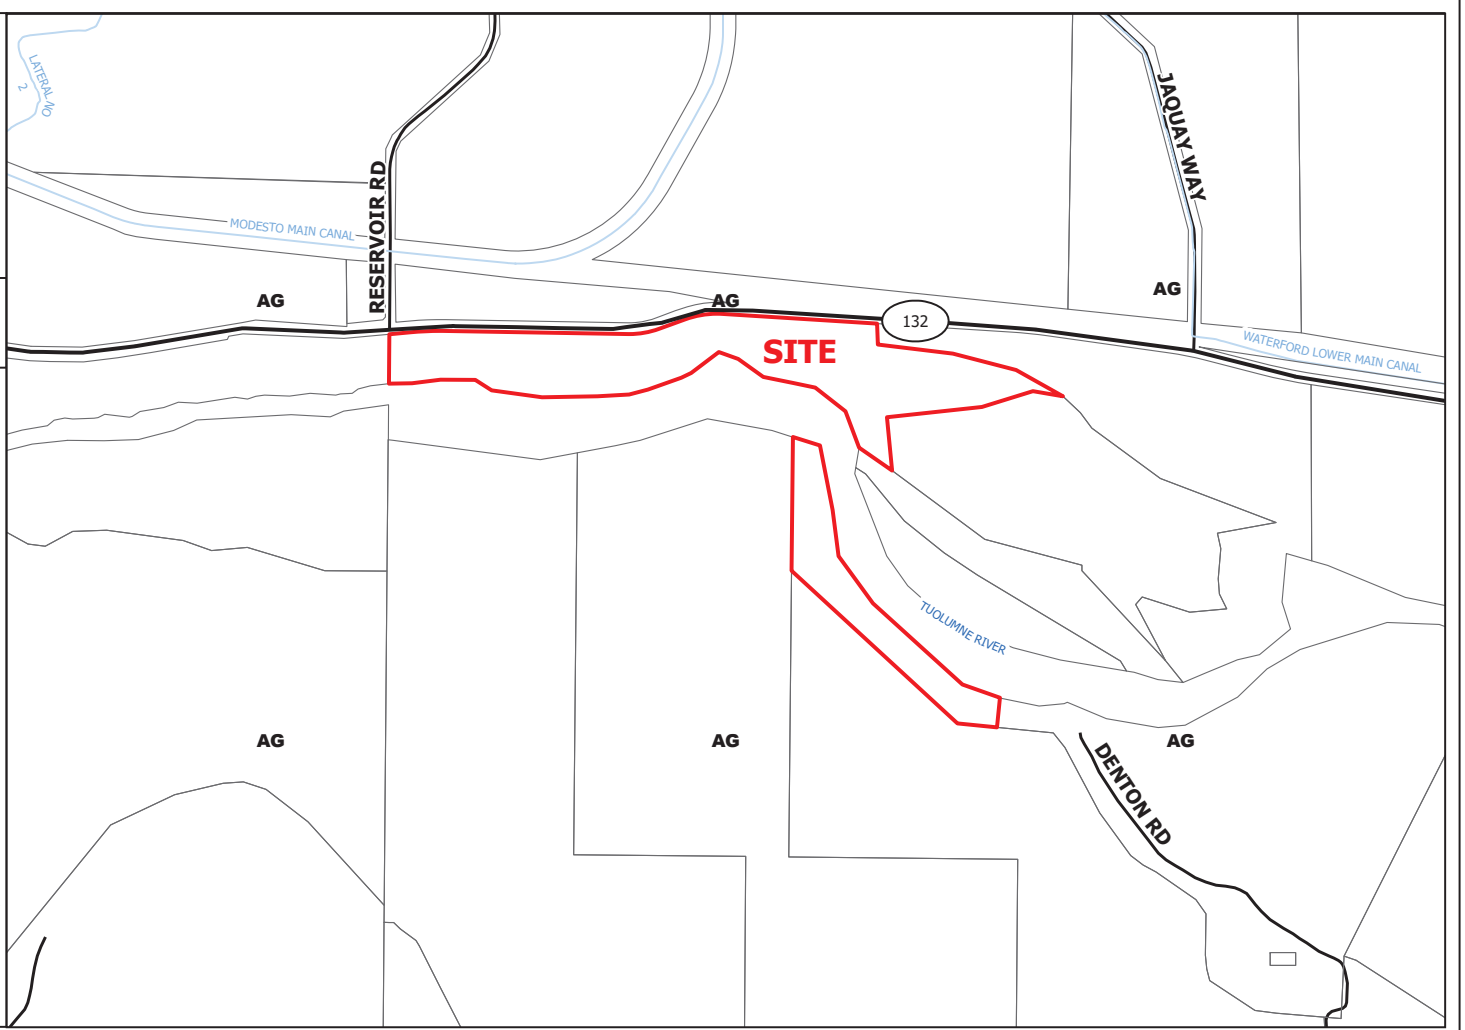 LATERAL NO
2
JAQUAY WAY
RESERVOIR RD
MODESTO MAIN CANAL
AG
AG
AG
132
WATERFORD LOWER MAIN CANAL
SITE
TUOLUMNE RIVER
AG
AG
AG
DENTON RD